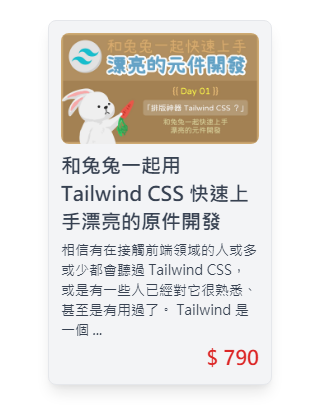 和兔兔一起快速上手
漂亮的元件開發
{{ Day 01 }}
「排版神器 Tailwind CSS ？」
和兔兔一起快速上手
漂亮的元件開發
和兔兔一起用
Tailwind CSS 快速上
手漂亮的原件開發
相信有在接觸前端領域的人或多
或少都會聽過 Tailwind CSS，
或是有一些人已經對它很熟悉、
甚至是有用過了。 Tailwind 是
一個 ...
$ 790